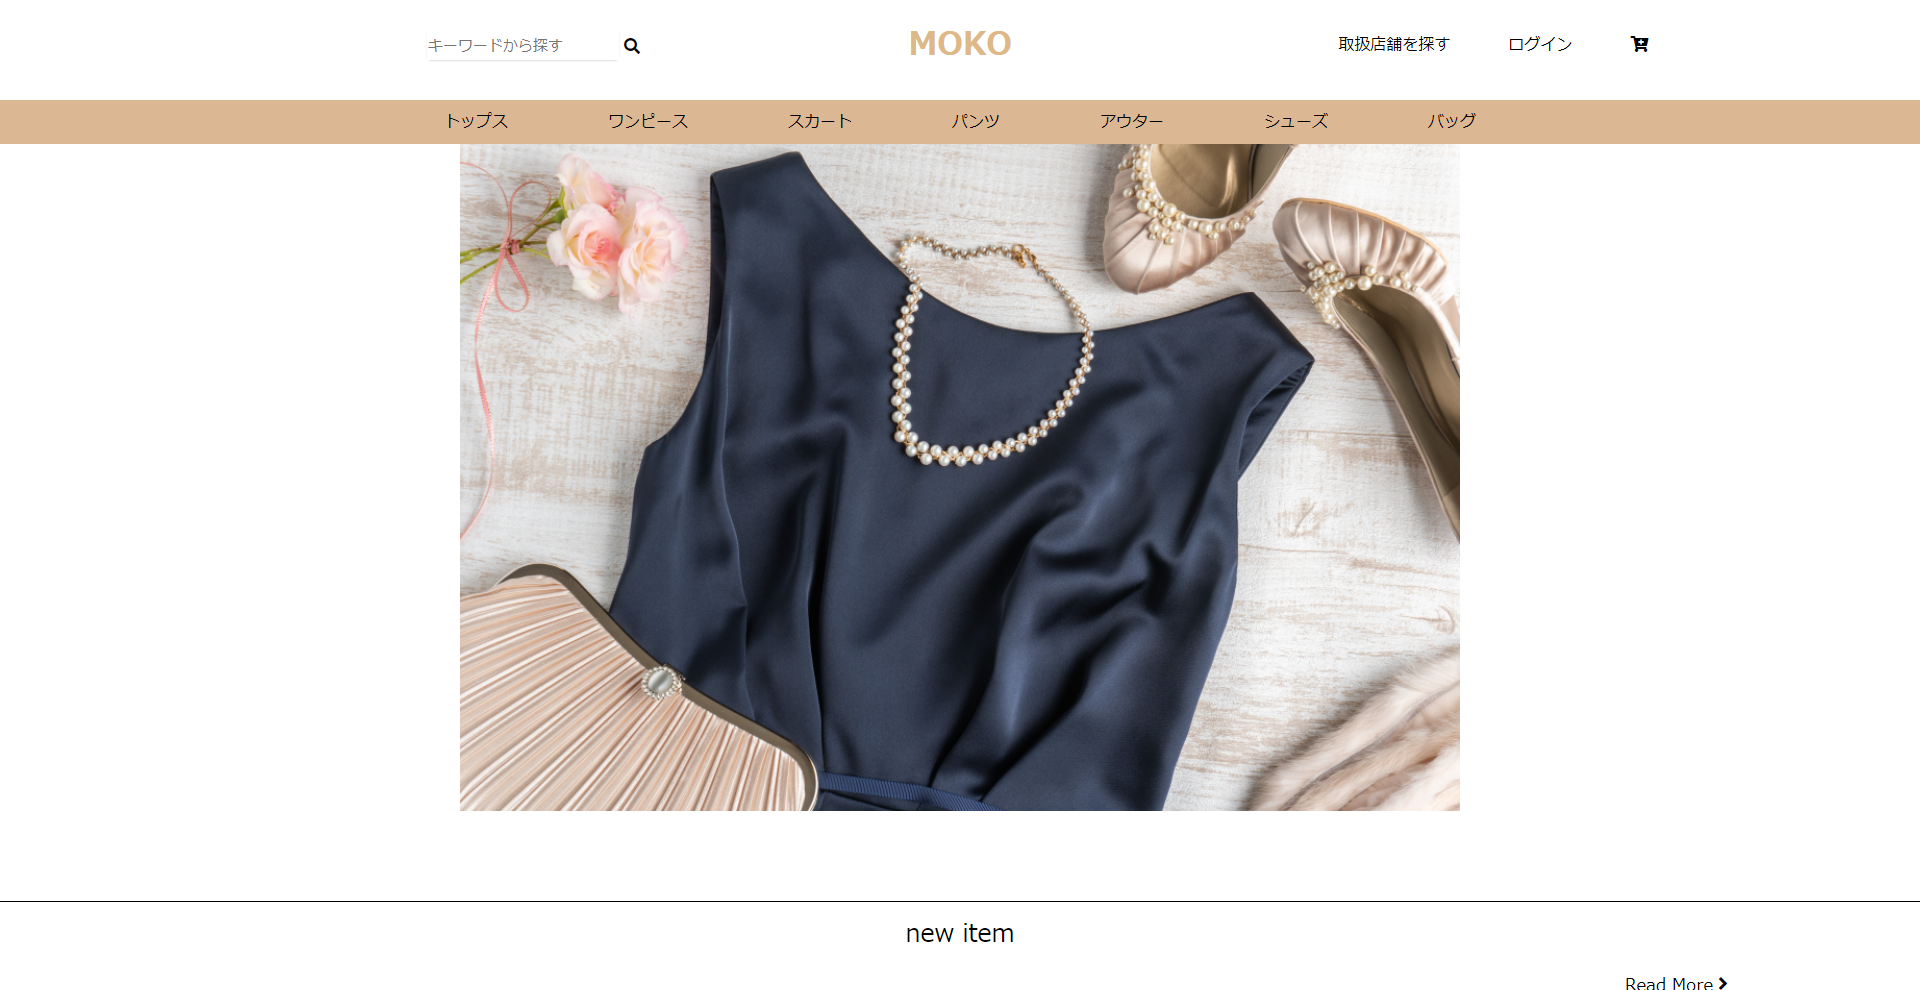 キーワードから探す
MOKO
取扱店舗を探す
ログイン
トップス ワンピース スカート パンツ アウター シューズ バッグ
new item
Read More